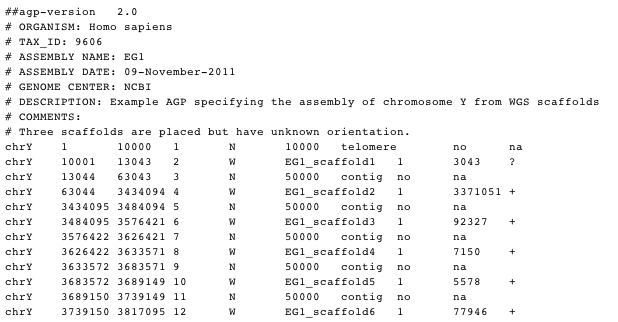 ##agp-version 2.0
# ORGANISM: Homo sapiens
# TAX_ID: 9606
# ASSEMBLY NAME: EG1
# ASSEMBLY DATE: 09-November-2011
# GENOME CENTER: NCBI
# DESCRIPTION: Example AGP specifying the assembly of chromosome Y from WGS scaffolds
# COMMENTS:
# Three scaffolds are placed but have unknown orientation.
chrY 1 10000 1 N 10000 telomere no na
chrY 10001 13043 2 W EG1_scaffold1 1 3043 ?
chrY 13044 63043 3 N 50000 contig no na
chrY 63044 3434094 4 W EG1_scaffold2 1 3371051 +
chrY 3434095 3484094 5 N 50000 contig no na
chrY 3484095 3576421 6 W EG1_scaffold3 1 92327 +
chrY 3576422 3626421 7 N 50000 contig no na
chrY 3626422 3633571 8 W EG1_scaffold4 1 7150 +
chrY 3633572 3683571 9 N 50000 contig no na
chrY 3683572 3689149 10 W EG1_scaffold5 1 5578 +
chrY 3689150 3739149 11 N 50000 contig no na
chrY 3739150 3817095 12 W EG1_scaffold6 1 77946 +